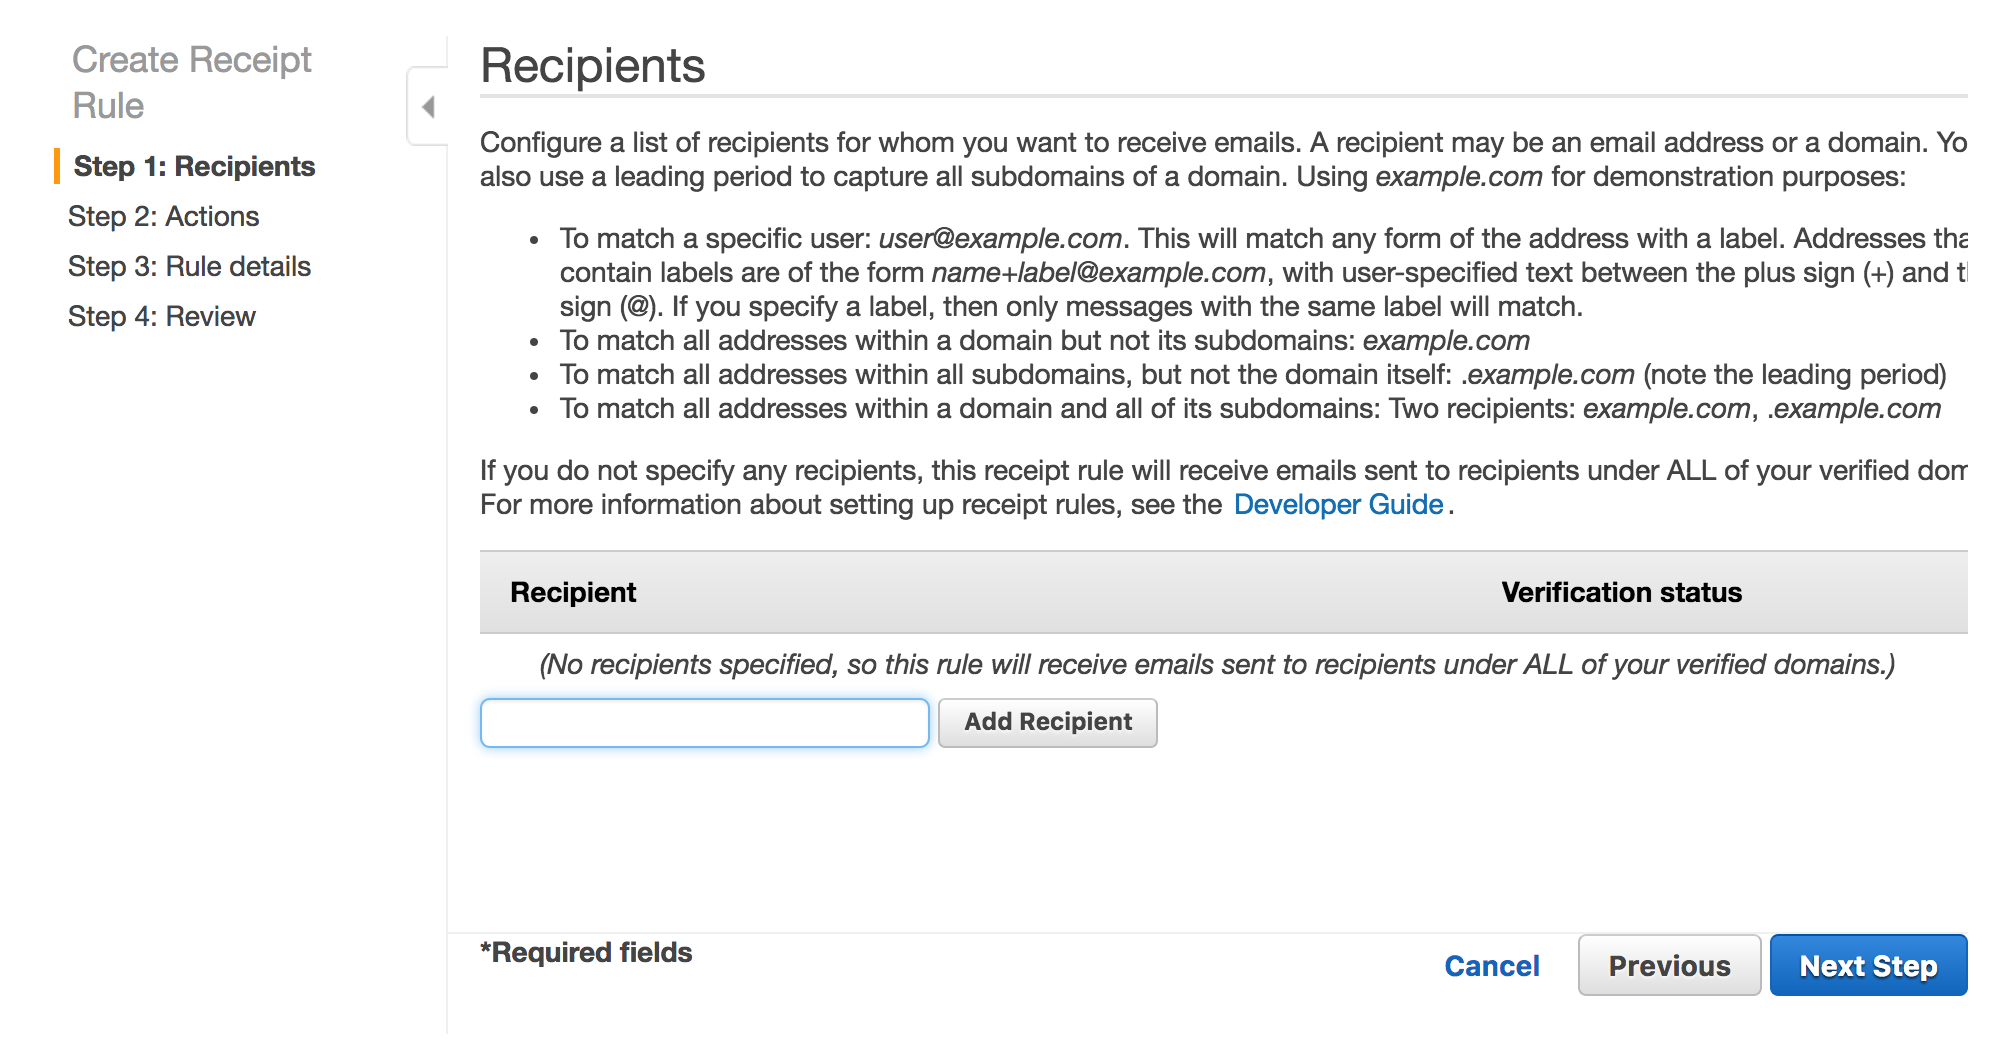 Create Receipt
Rule
Step 1: Recipients
Step 2: Actions
Step 3: Rule details
Step 4: Review
Recipients
Configure a list of recipients for whom you want to receive emails. A recipient may be an email address or a domain. Yo
also use a leading period to capture all subdomains of a domain. Using example.com for demonstration purposes:
• To match a specific user: user@example.com. This will match any form of the address with a label. Addresses tha
contain labels are of the form name+label@example.com, with user-specified text between the plus sign (+) and t
sign (@). If you specify a label, then only messages with the same label will match.
• To match all addresses within a domain but not its subdomains: example.com
• To match all addresses within all subdomains, but not the domain itself: .example.com (note the leading period)
• To match all addresses within a domain and all of its subdomains: Two recipients: example.com, .example.com
If you do not specify any recipients, this receipt rule will receive emails sent to recipients under ALL of your verified dom
For more information about setting up receipt rules, see the Developer Guide.
Recipient Verification status
(No recipients specified, so this rule will receive emails sent to recipients under ALL of your verified domains.)
Add Recipient
*Required fields
Cancel Previous Next Step